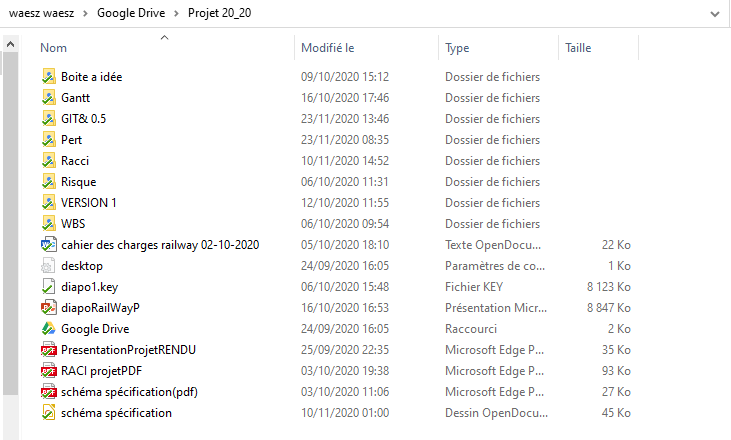 waesz waesz > Google Drive > Projet 20_20
Nom Modifié le Type Taille
Boite a idée 09/10/2020 15:12 Dossier de fichiers
Gantt 16/10/2020 17:46 Dossier de fichiers
GIT& 0.5 23/11/2020 13:46 Dossier de fichiers
Pert 23/11/2020 08:35 Dossier de fichiers
Racci 10/11/2020 14:52 Dossier de fichiers
Risque 06/10/2020 11:31 Dossier de fichiers
VERSION 1 12/10/2020 11:55 Dossier de fichiers
WBS 06/10/2020 09:54 Dossier de fichiers
cahier des charges railway 02-10-2020 05/10/2020 18:10 Texte OpenDocu... 22 Ko
desktop 24/09/2020 16:05 Paramètres de co... 1 Ko
diapo1.key 06/10/2020 15:48 Fichier KEY 8 123 Ko
diapoRailWayP 16/10/2020 16:53 Présentation Micr... 8 847 Ko
Google Drive 24/09/2020 16:05 Raccourci 2 Ko
PresentationProjetRENDU 25/09/2020 22:35 Microsoft Edge P... 35 Ko
RACI projetPDF 03/10/2020 19:38 Microsoft Edge P... 93 Ko
schéma spécification(pdf) 03/10/2020 11:06 Microsoft Edge P... 27 Ko
schéma spécification 10/11/2020 01:00 Dessin OpenDocu... 45 Ko